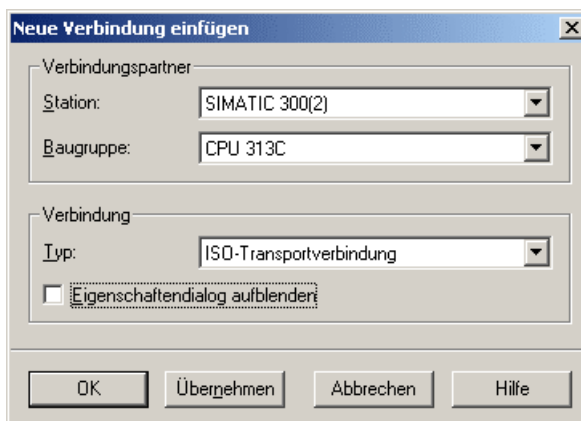 Neue Verbindung einfügen
Verbindungspartner
Station: SIMATIC 300(2)
Baugruppe: CPU 313C
Verbindung
Typ: ISO-Transportverbindung
Eigenschaftendialog aufblenden
OK Übernehmen Abbrechen Hilfe